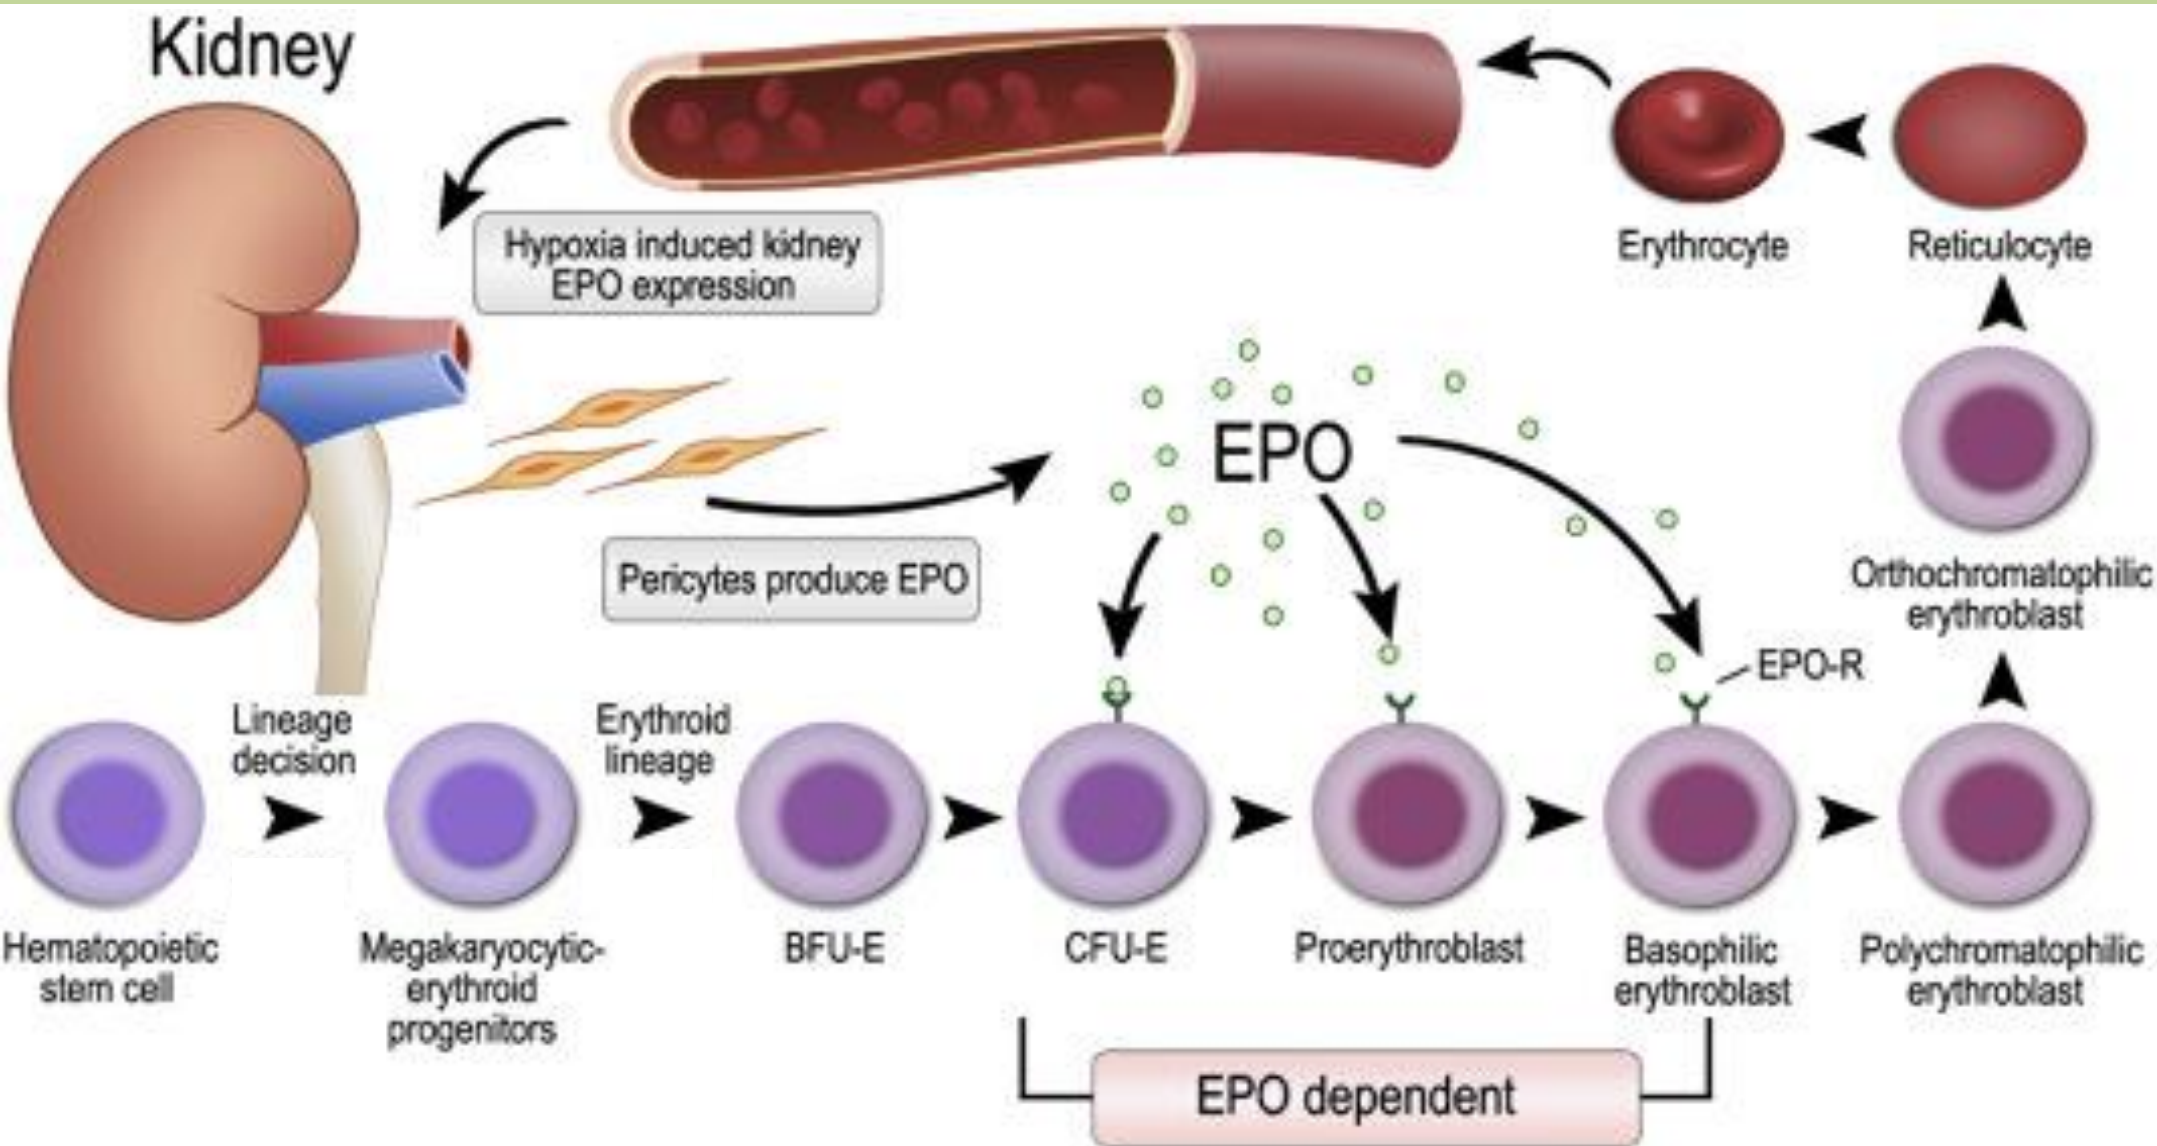 Kidney
Hypoxia induced kidney
EPO expression
Erythrocyte
Reticulocyte
EPO
Pericytes produce EPO
Orthochromatophilic
erythroblast
EPO-R
Lineage
decision
Erythroid
lineage
Hematopoietic
stem cell
Megakaryocytic-
erythroid
progenitors
BFU-E
CFU-E
Proerythroblast
Basophilic
erythroblast
Polychromatophilic
erythroblast
EPO dependent